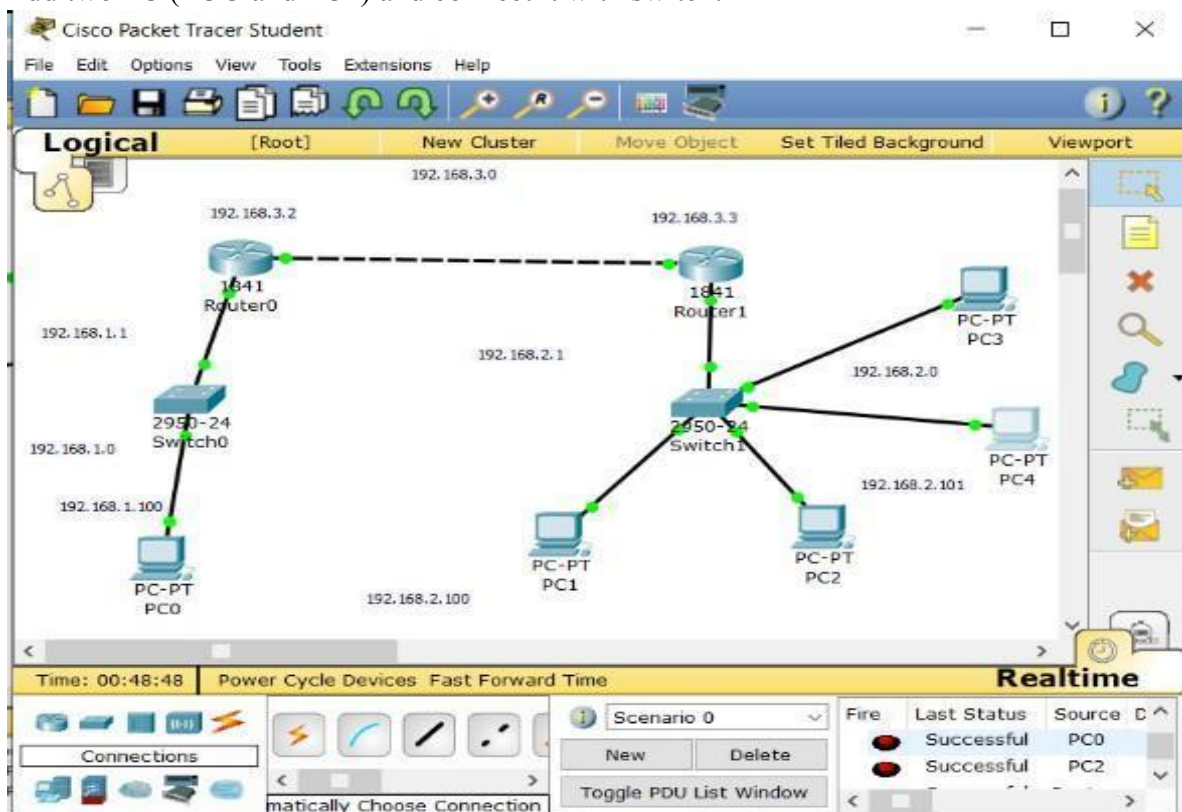 Cisco Packet Tracer Student
File Edit Options View Tools Extensions Help
Logical [Root] New Cluster Move Object Set Tiled Background Viewport
192.168.3.0
192.168.3.2
192.168.3.3
1841
Router0
1841
Router1
PC-PT
PC3
192.168.1.1
192.168.2.1
192.168.2.0
2950-24
Switch0
2950-24
Switch1
192.168.1.0
PC-PT
PC4
192.168.2.101
192.168.1.100
PC-PT
PC1
PC-PT
PC2
PC-PT
PC0
192.168.2.100
Time: 00:48:48 Power Cycle Devices Fast Forward Time Realtime
Connections
matically Choose Connection
Scenario 0
New Delete
Toggle PDU List Window
Fire Last Status Source
Successful PC0
Successful PC2